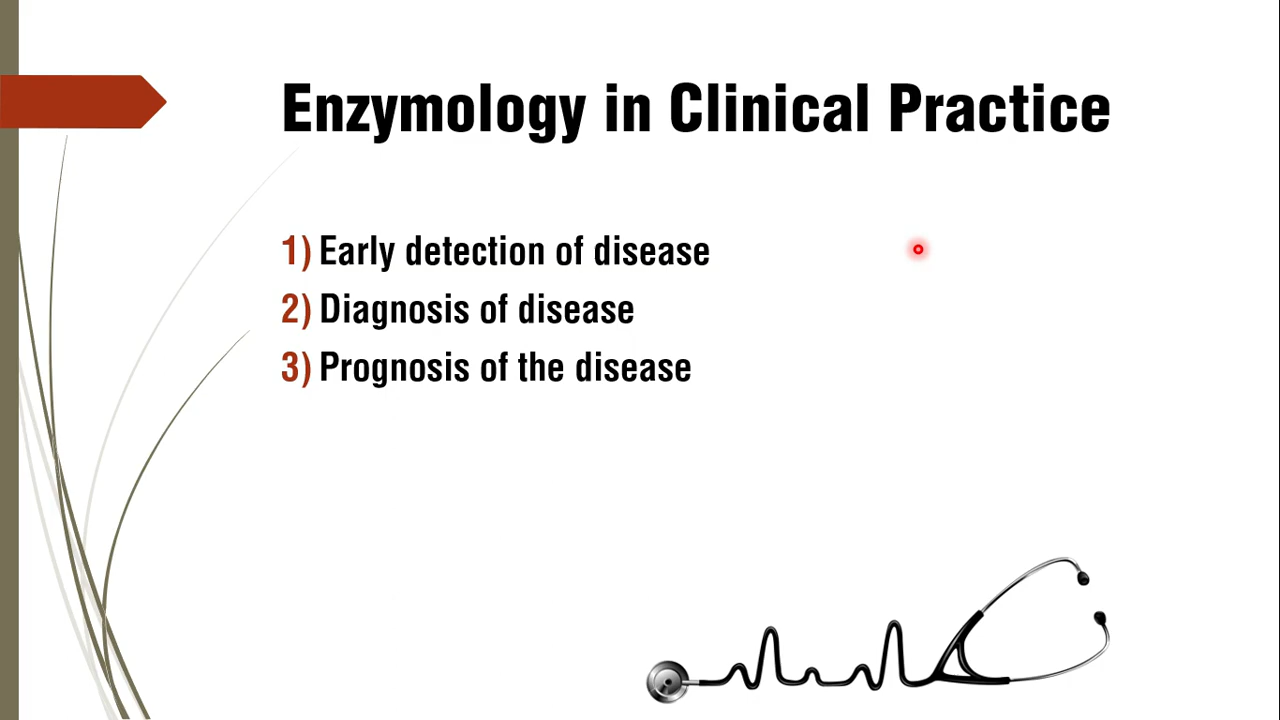 Enzymology in Clinical Practice
1) Early detection of disease
2) Diagnosis of disease
3) Prognosis of the disease